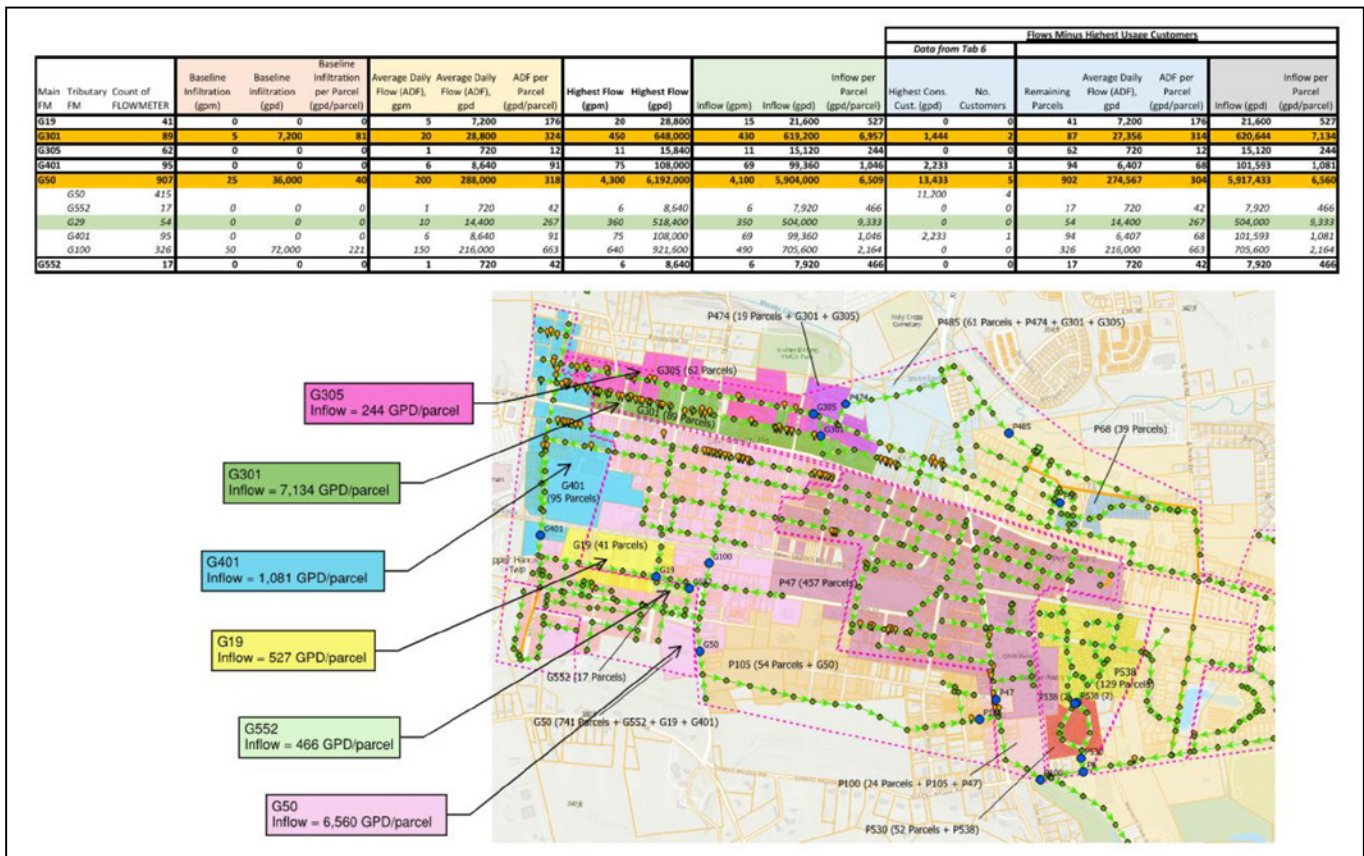 Flows Minus Highest Usage Customers
Data from Tab 6
Main FM Tributary FM Count of FLOWMETER Baseline Infiltration (gpm) Baseline Infiltration (gpd) Baseline Infiltration per Parcel (gpd/parcel) Average Daily Flow (ADF), gpm Average Daily Flow (ADF), gpd ADF per Parcel (gpd/parcel) Highest Flow (gpm) Highest Flow (gpd) Inflow (gpm) Inflow (gpd) Inflow per Parcel (gpd/parcel) Highest Cons. Cust. (gpd) No. Customers Remaining Parcels Average Daily Flow (ADF), gpd ADF per Parcel (gpd/parcel) Inflow (gpd) Inflow per Parcel (gpd/parcel)
G19 41 0 0 0 5 7,200 176 20 28,800 15 21,600 527 0 0 41 7,200 176 21,600 527
G301 89 5 7,200 81 20 28,800 324 450 648,000 430 619,200 6,957 1,444 2 87 27,356 314 620,644 7,134
G305 62 0 0 0 1 720 12 11 15,840 11 15,120 244 0 0 62 720 12 15,120 244
G401 95 0 0 0 6 8,640 91 75 108,000 69 99,360 1,046 2,233 1 94 6,407 68 101,593 1,081
G50 907 25 36,000 40 200 288,000 318 4,300 6,192,000 4,100 5,904,000 6,509 13,433 5 902 274,567 304 5,917,433 6,560
G50 415 11,200 4
G552 17 0 0 0 1 720 42 6 8,640 6 7,920 466 0 0 17 720 42 7,920 466
G29 54 0 0 0 10 14,400 267 360 518,400 350 504,000 9,333 0 0 54 14,400 267 504,000 9,333
G401 95 0 0 0 6 8,640 91 75 108,000 69 99,360 1,046 2,233 1 94 6,407 68 101,593 1,081
G100 326 50 72,000 221 150 216,000 663 640 921,600 490 705,600 2,164 0 0 326 216,000 663 705,600 2,164
G552 17 0 0 0 1 720 42 6 8,640 6 7,920 466 0 0 17 720 42 7,920 466
P474 (19 Parcels + G301 + G305)
P485 (61 Parcels + P474 + G301 + G305)
Holy Cross
Cemetery
G305 (62 Parcels)
G305
Inflow = 244 GPD/parcel
P474
G305
G301 (89 Parcels)
G301
P485
P68 (39 Parcels)
G301
Inflow = 7,134 GPD/parcel
G401
(95 Parcels)
G401
G401
Inflow = 1,081 GPD/parcel
G19 (41 Parcels)
G100
G19
P47 (457 Parcels)
G19
Inflow = 527 GPD/parcel
G50
P105 (54 Parcels + G50)
G552 (17 Parcels)
P538
(129 Parcels)
P47
P538 (2)
G552
Inflow = 466 GPD/parcel
G50 (741 Parcels + G552 + G19 + G401)
P530
P100
P100 (24 Parcels + P105 + P47)
G50
Inflow = 6,560 GPD/parcel
P530 (52 Parcels + P538)